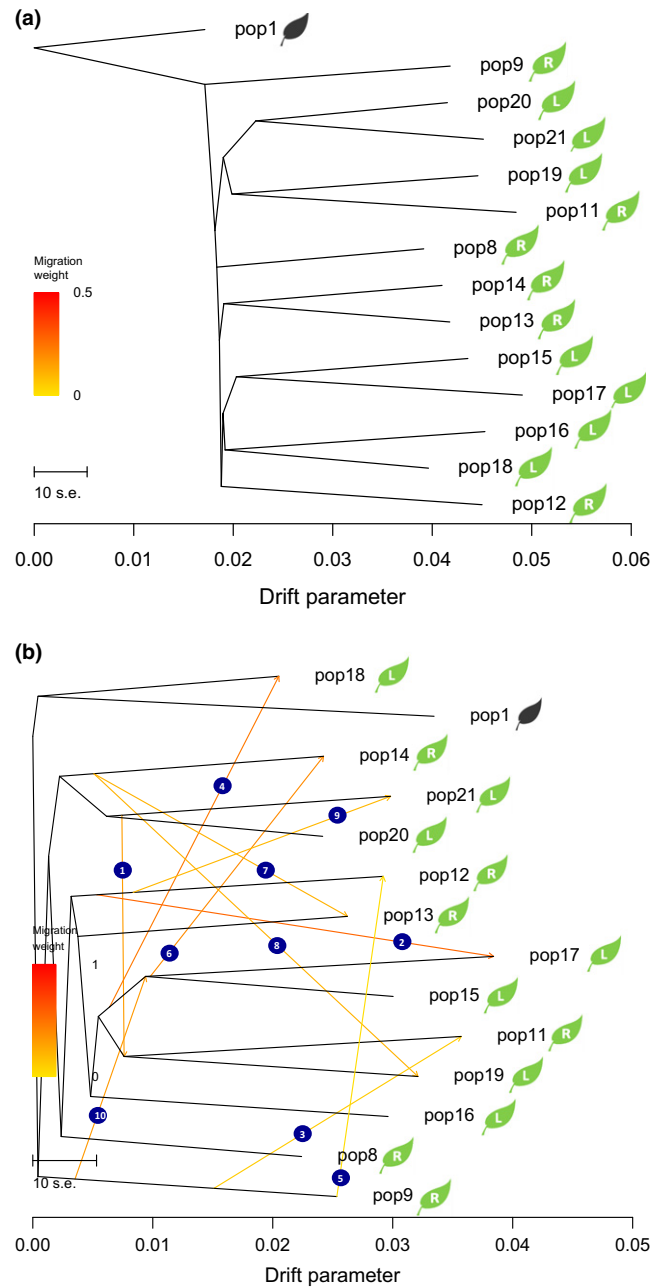 (a)
pop1
pop9 R
pop20 L
pop21 L
pop19 L
pop11 R
pop8 R
Migration
weight
0.5
0
pop14 R
pop13 R
pop15 L
pop17 L
pop16 L
pop18 L
10 s.e.
pop12 R
0.00 0.01 0.02 0.03 0.04 0.05 0.06
Drift parameter
(b)
pop18 L
pop1
pop14 R
4
pop21 L
9
pop20 L
1
7
pop12 R
pop13 R
Migration
weight
6
8
2
pop17 L
1
pop15 L
pop11 R
0
pop19 L
10
pop16 L
3
pop8 R
10 s.e.
5
pop9 R
0.00 0.01 0.02 0.03 0.04 0.05
Drift parameter